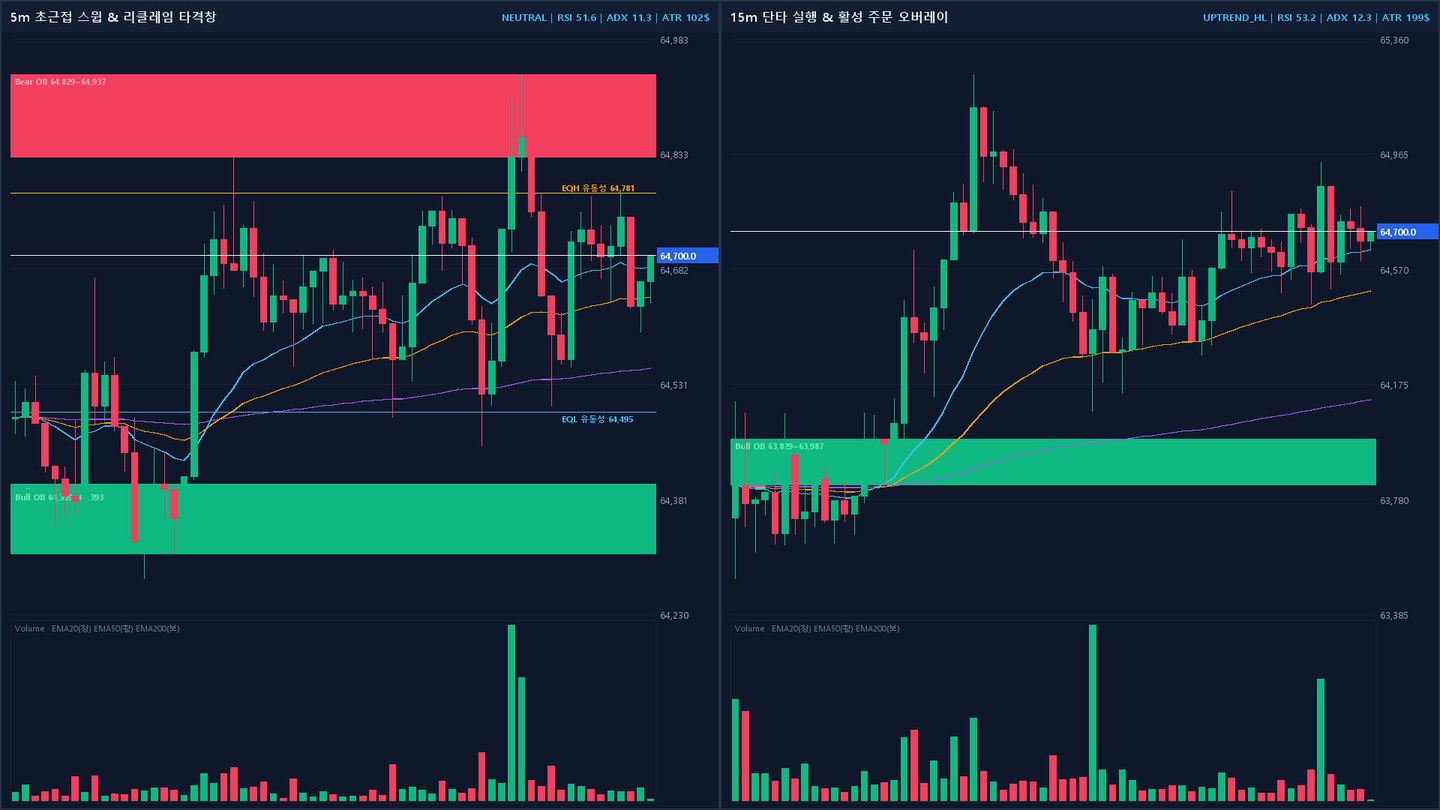 5m 초근접 스윕 & 리클레임 타격창
NEUTRAL | RSI 51.6 | ADX 11.3 | ATR 102$
64,983
Bear OB 64,829~64,937
64,833
EQH 유동성 64,781
64,700.0
64,682
64,531
EQL 유동성 64,495
Bull OB
64,381
64,230
Volume · EMA20(청) EMA50(황) EMA200(보)
15m 단타 실행 & 활성 주문 오버레이
UPTREND_HL | RSI 53.2 | ADX 12.3 | ATR 199$
65,360
64,965
64,700.0
64,570
64,175
Bull OB 63,829~63,987
63,780
63,385
Volume · EMA20(청) EMA50(황) EMA200(보)